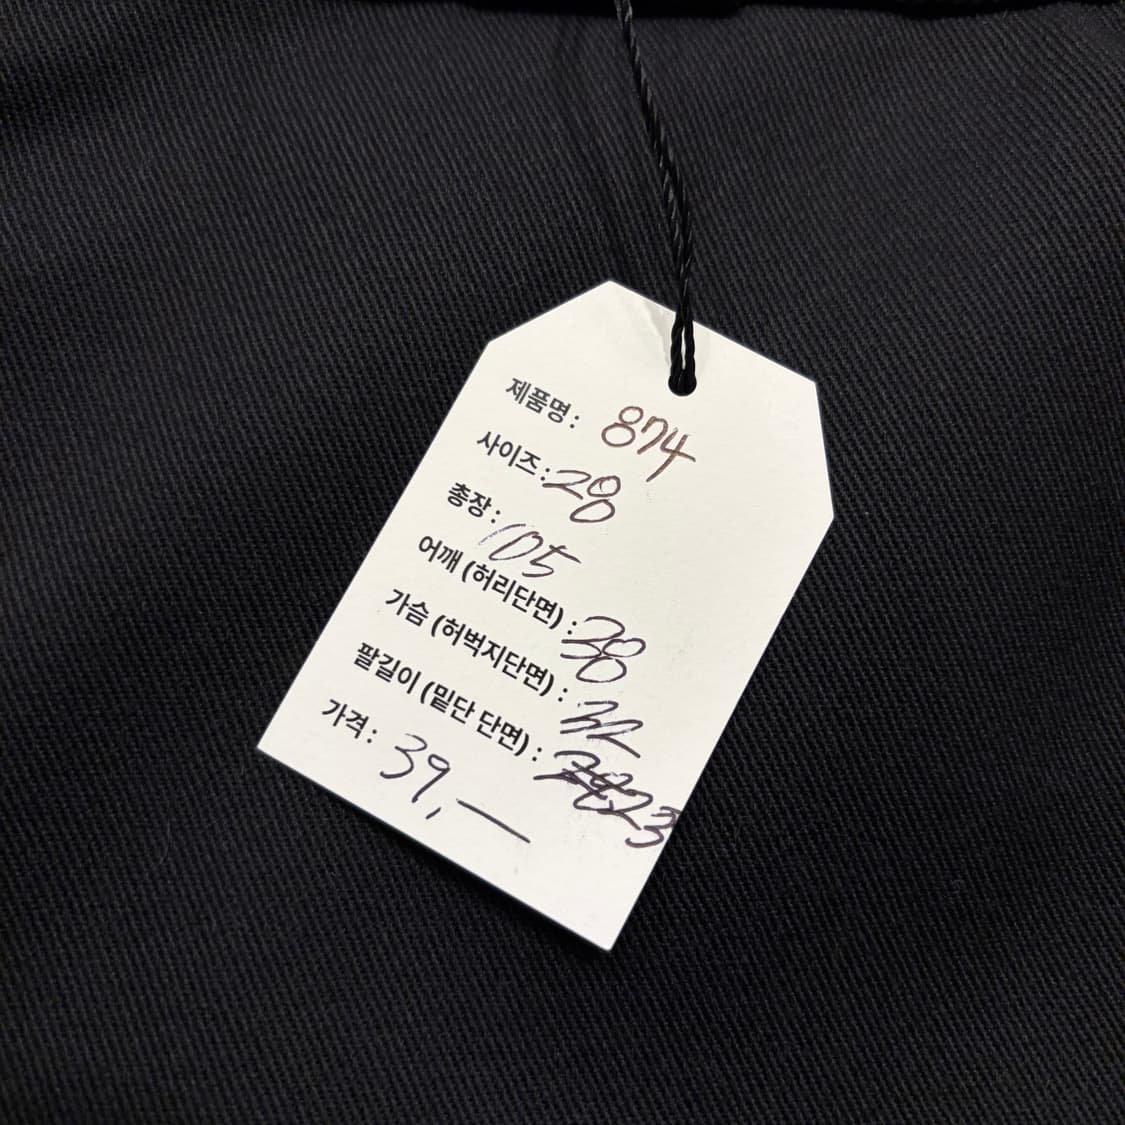 제품명: 874
사이즈: 28
총장: 105
어깨 (허리단면): 38
가슴 (허벅지단면):
팔길이 (밑단 단면): 23
가격: 39,—